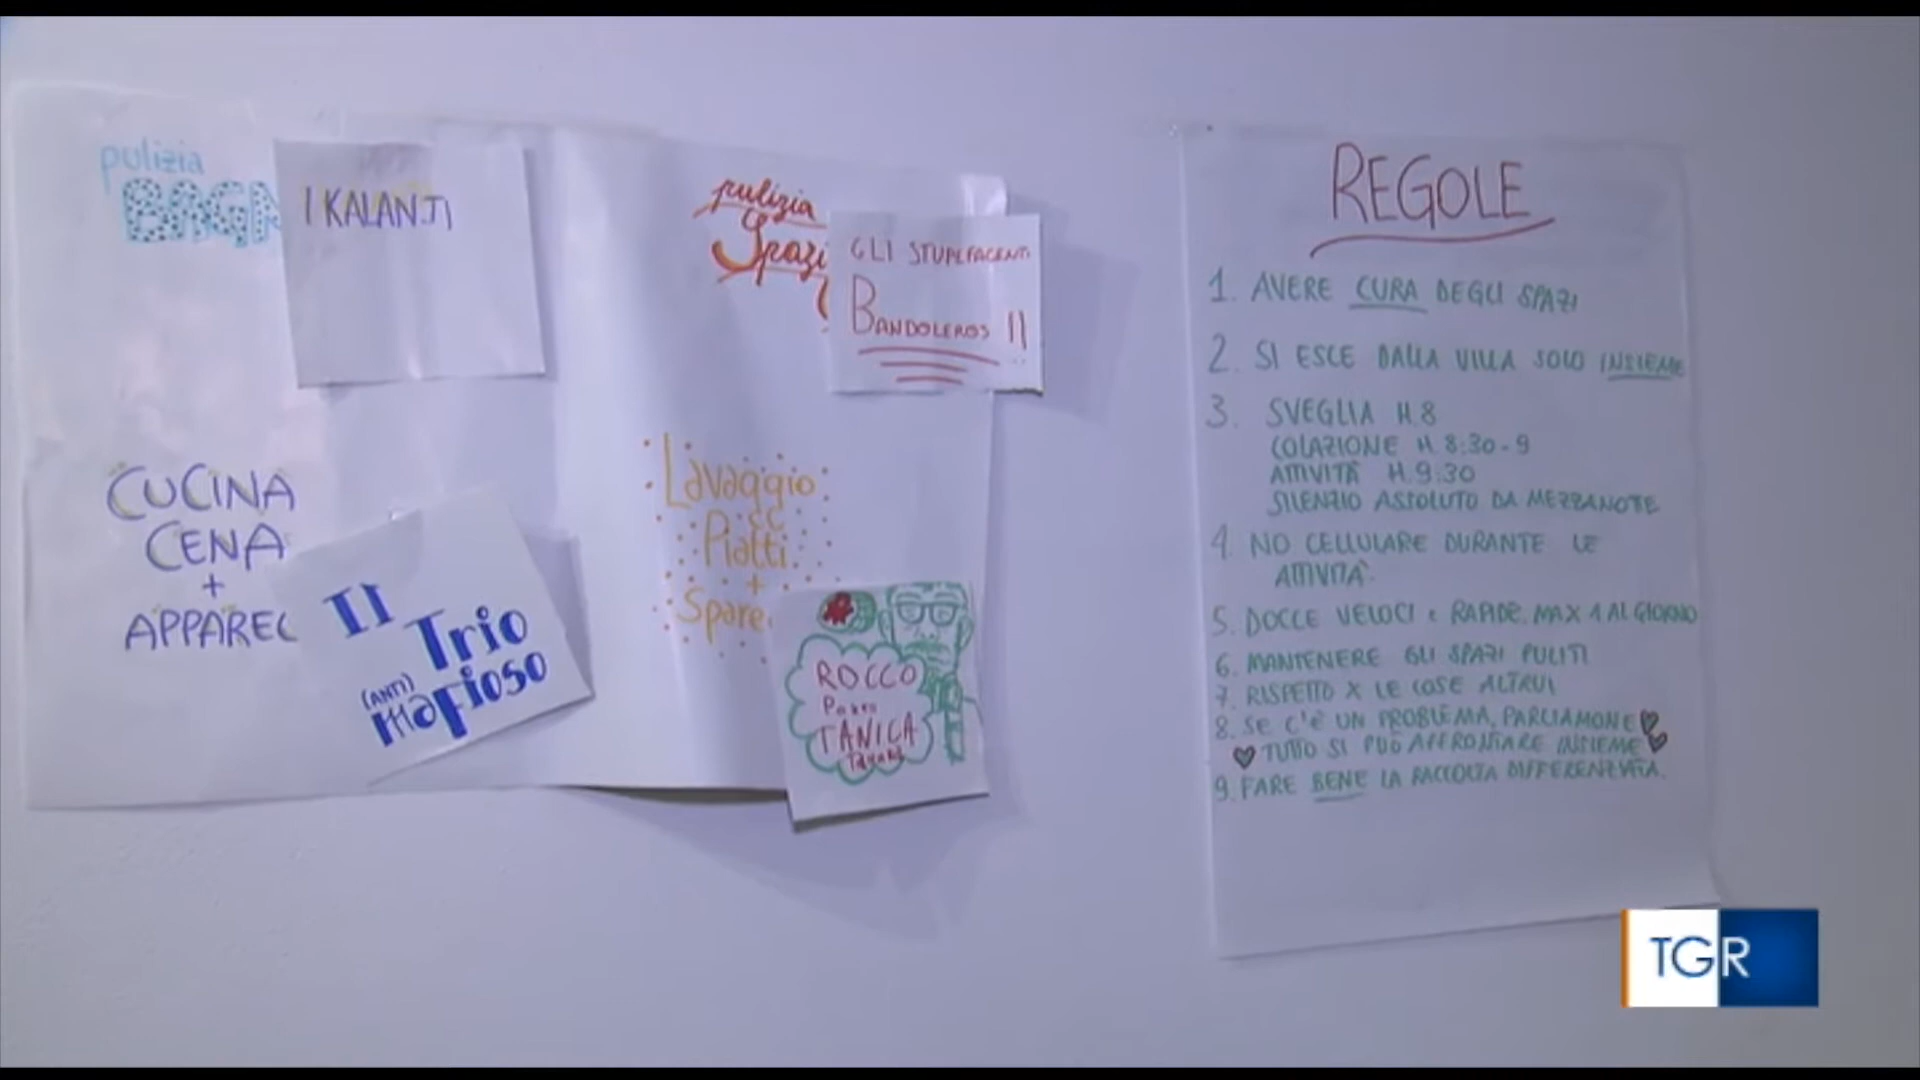 pulizia
BAGN
I KALANTI
pulizia
Spazi
GLI STUPEFACENTI
BANDOLEROS !!
CUCINA
CENA
+
APPAREC
Il
Trio
(ANTI)
mafioso
Lavaggio
Piatti
+
Spare
ROCCO
TANICA
REGOLE
1. AVERE CURA DEGLI SPAZI
2. SI ESCE DALLA VILLA SOLO INSIEME
3. SVEGLIA H.8
COLAZIONE H.8:30-9
ATTIVITÀ H.9:30
SILENZIO ASSOLUTO DA MEZZANOTE
4. NO CELLULARE DURANTE LE
ATTIVITÀ.
5. DOCCE VELOCI E RAPIDE. MAX 1 AL GIORNO
6. MANTENERE GLI SPAZI PULITI
7. RISPETTO X LE COSE ALTRUI
8. SE C'È UN PROBLEMA, PARLIAMONE
TUTTO SI PUÒ AFFRONTARE INSIEME
9. FARE BENE LA RACCOLTA DIFFERENZIATA.
TGR